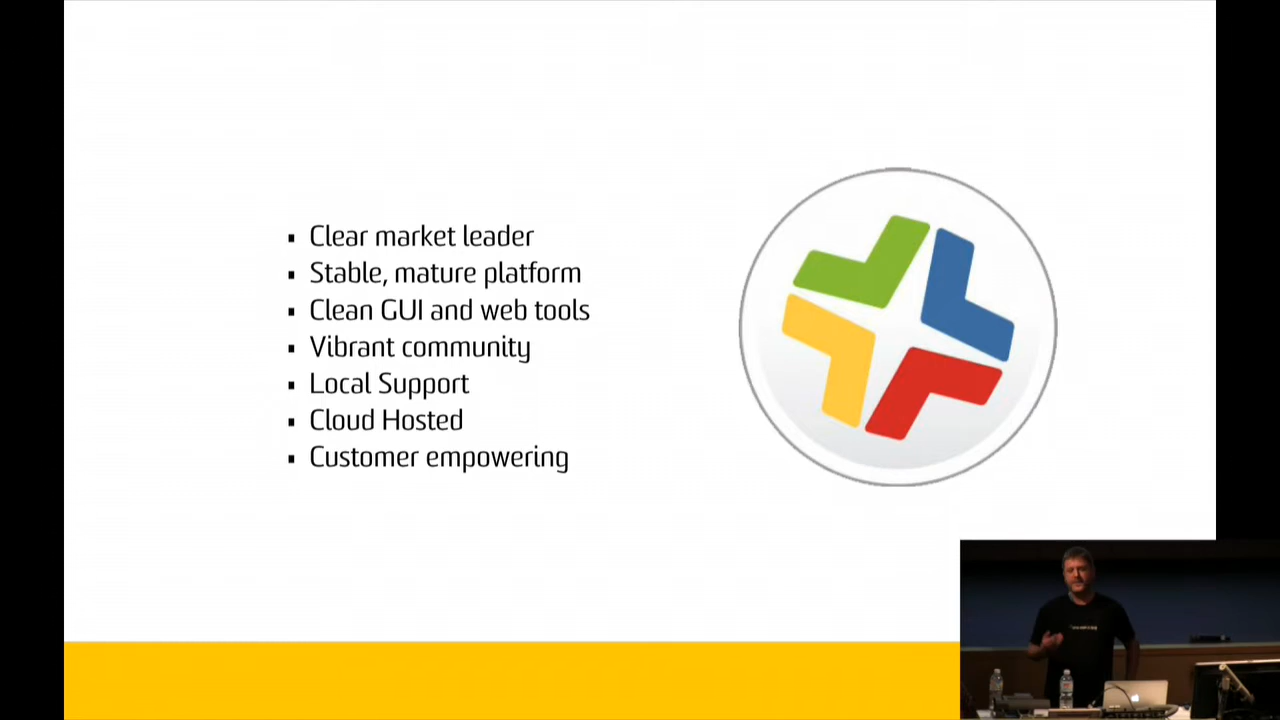 Clear market leader
Stable, mature platform
Clean GUI and web tools
Vibrant community
Local Support
Cloud Hosted
Customer empowering